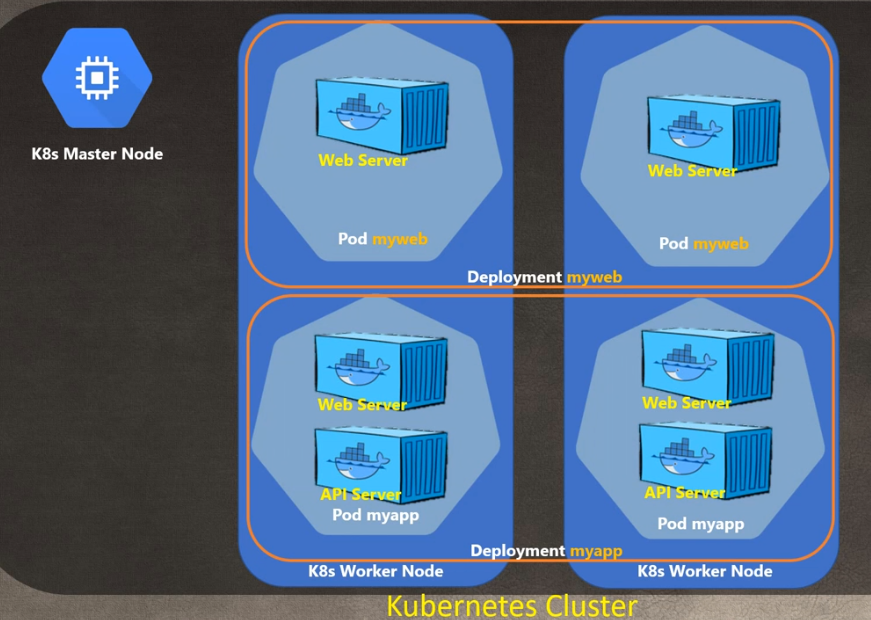 K8s Master Node
Web Server
Web Server
Pod myweb
Pod myweb
Deployment myweb
Web Server
Web Server
API Server
API Server
Pod myapp
Pod myapp
Deployment myapp
K8s Worker Node
K8s Worker Node
Kubernetes Cluster